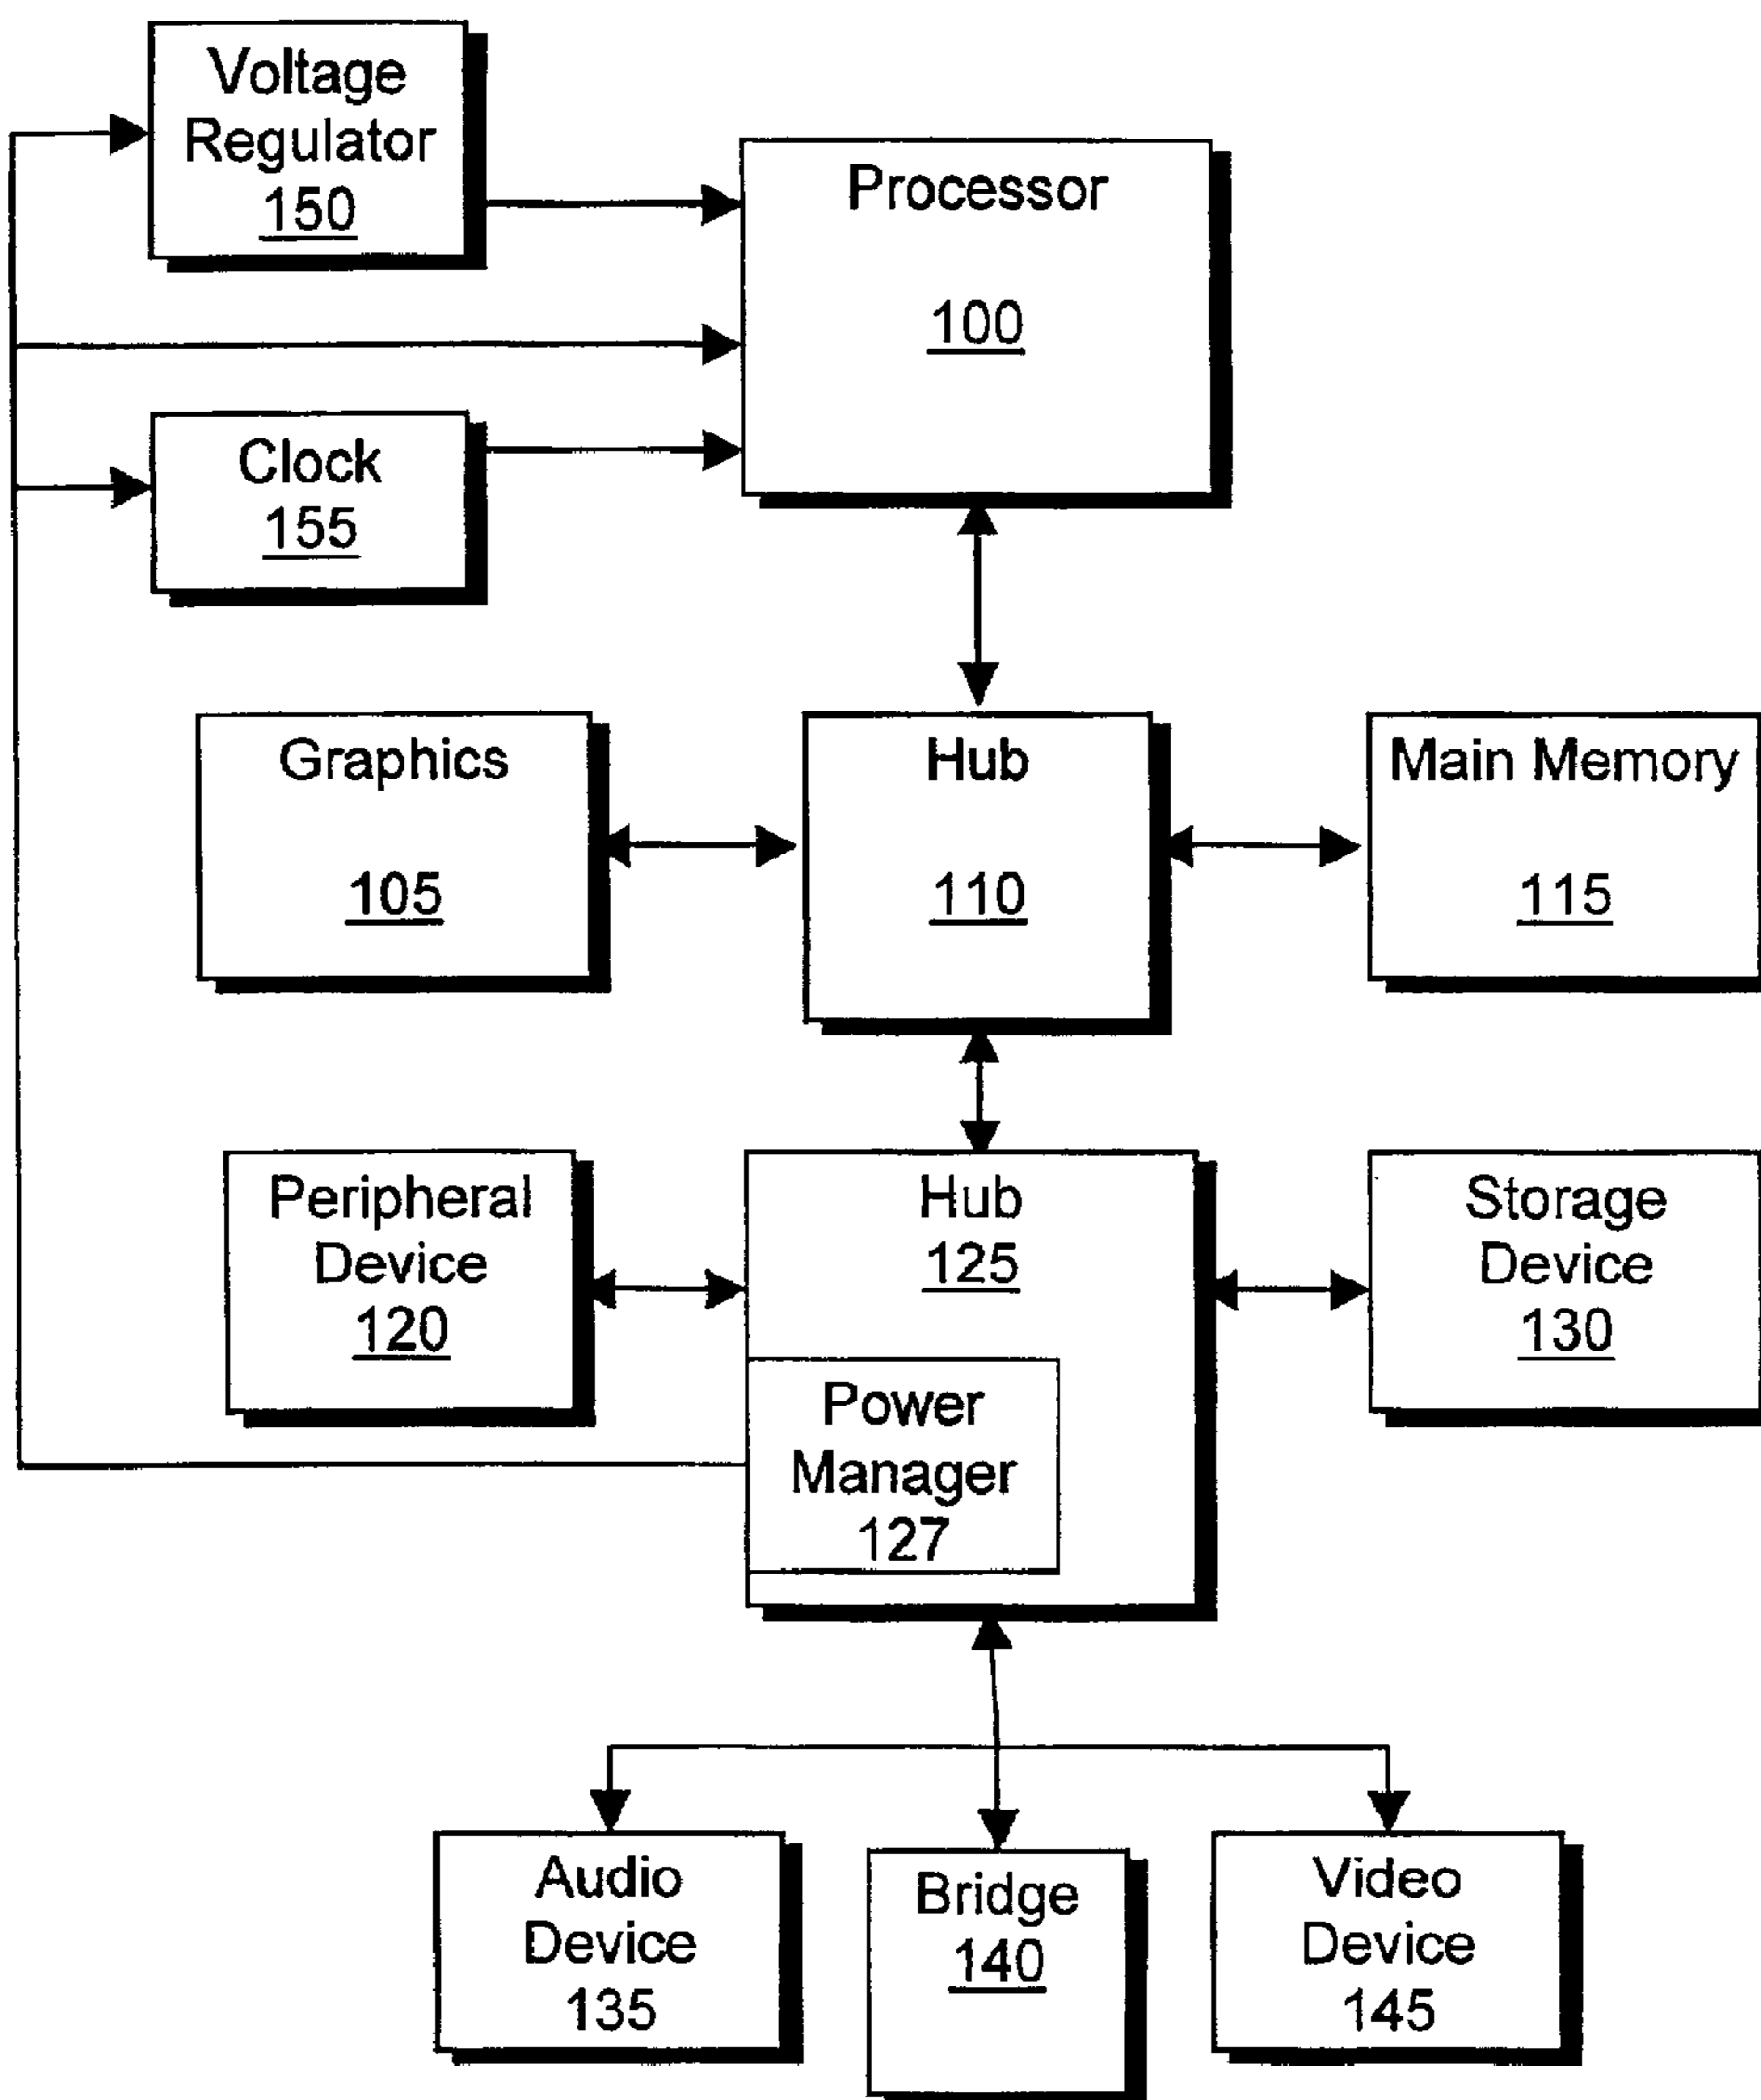 Voltage
Regulator
150
Processor
100
Clock
155
Graphics
105
Hub
110
Main Memory
115
Peripheral
Device
120
Hub
125
Storage
Device
130
Power
Manager
127
Audio
Device
135
Bridge
140
Video
Device
145